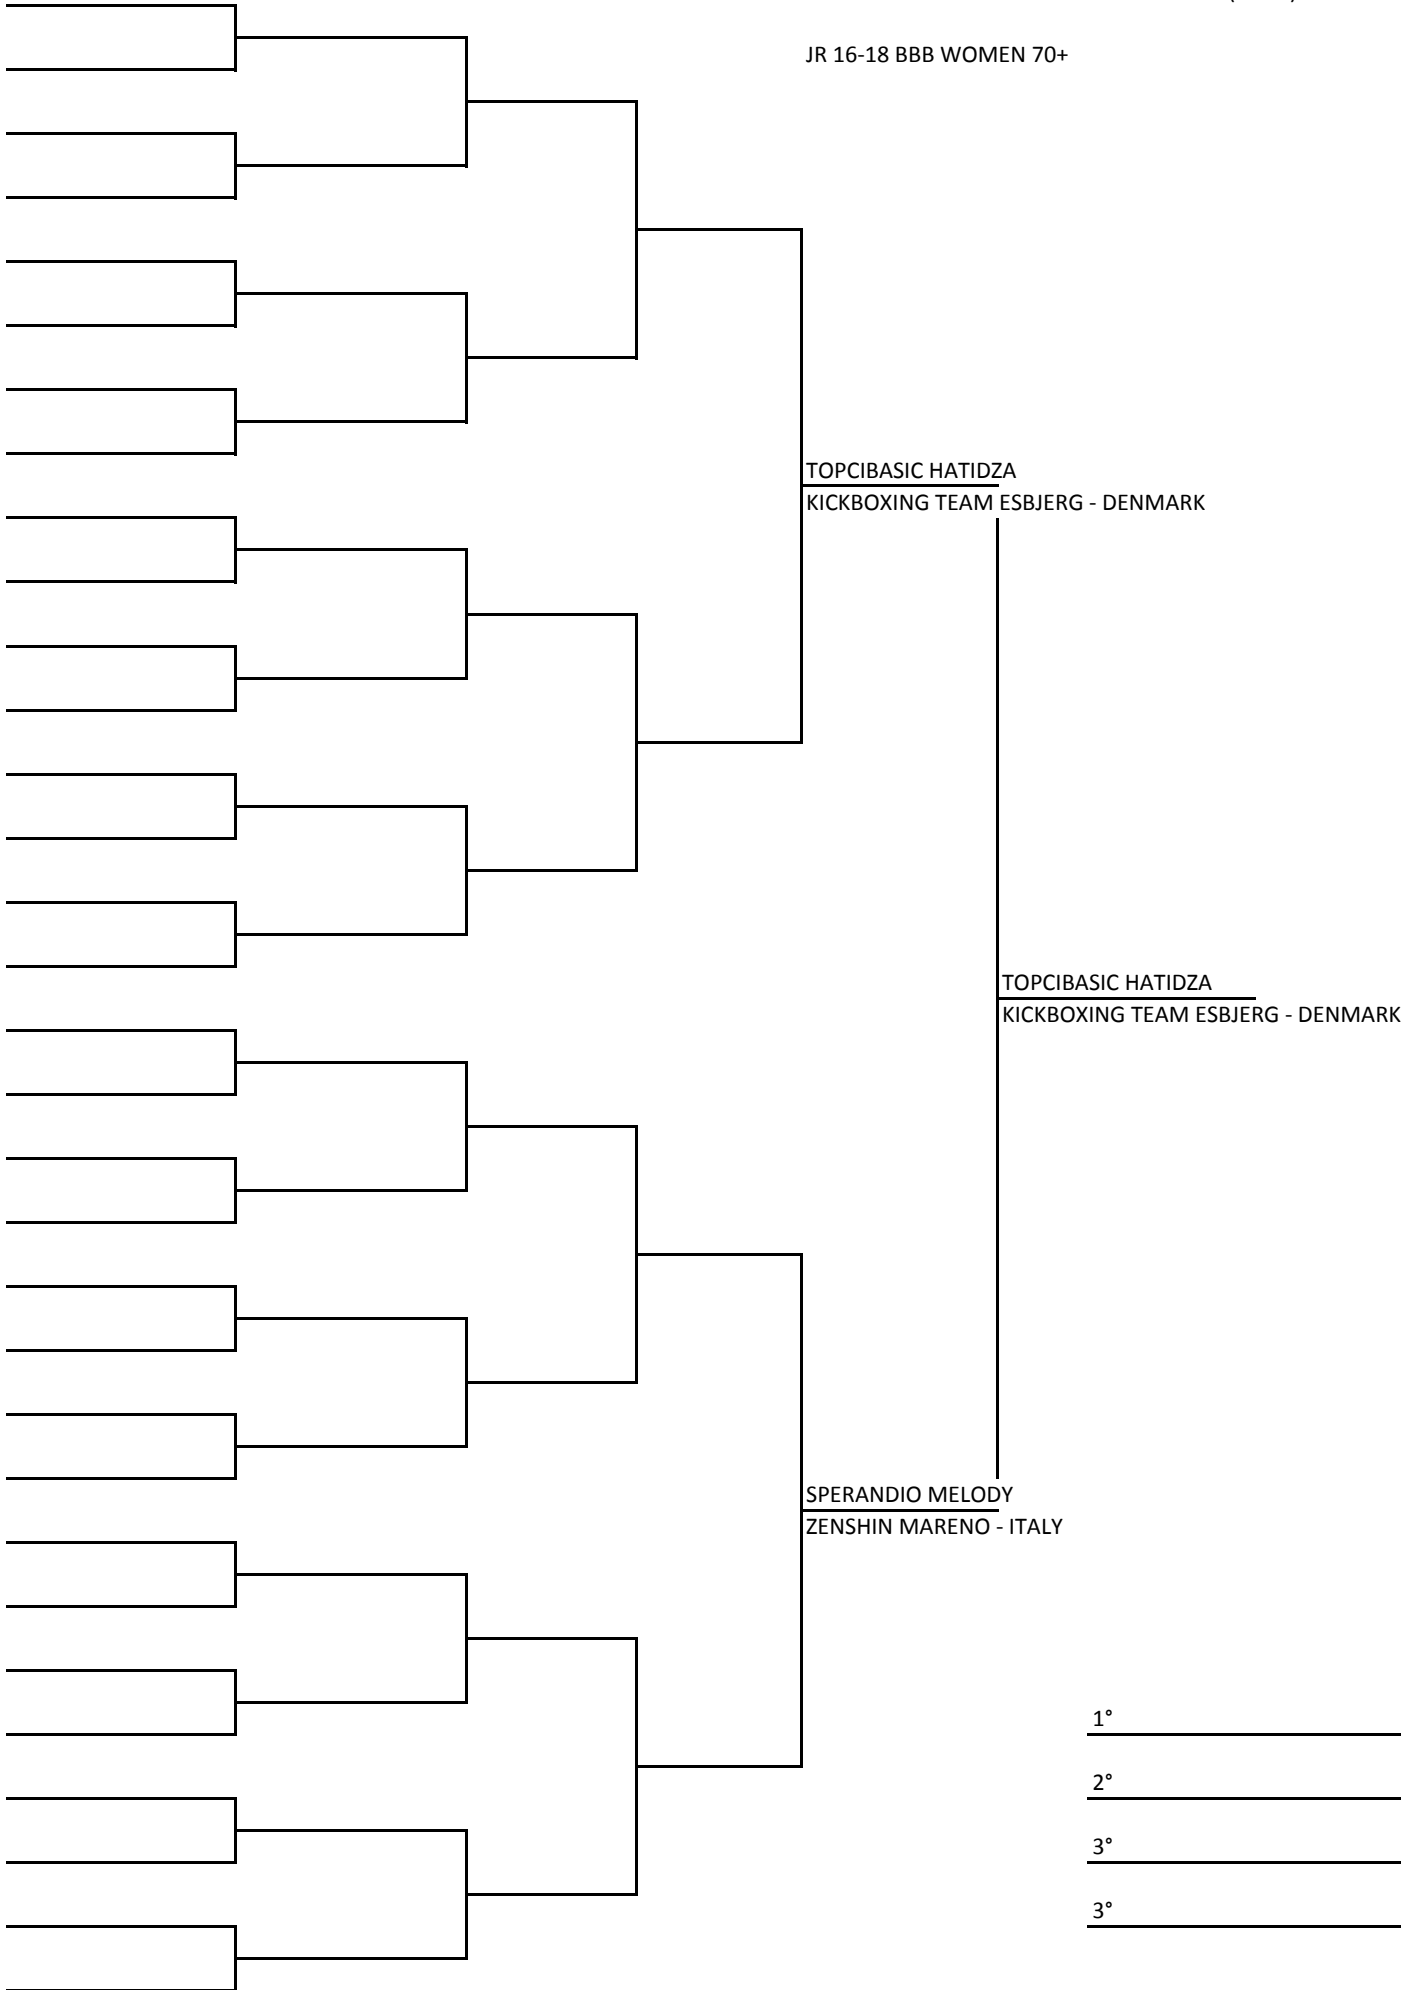 JR 16-18 BBB WOMEN 70+
TOPCIBASIC HATIDZA
KICKBOXING TEAM ESBJERG - DENMARK
TOPCIBASIC HATIDZA
KICKBOXING TEAM ESBJERG - DENMARK
SPERANDIO MELODY
ZENSHIN MARENO - ITALY
1°
2°
3°
3°